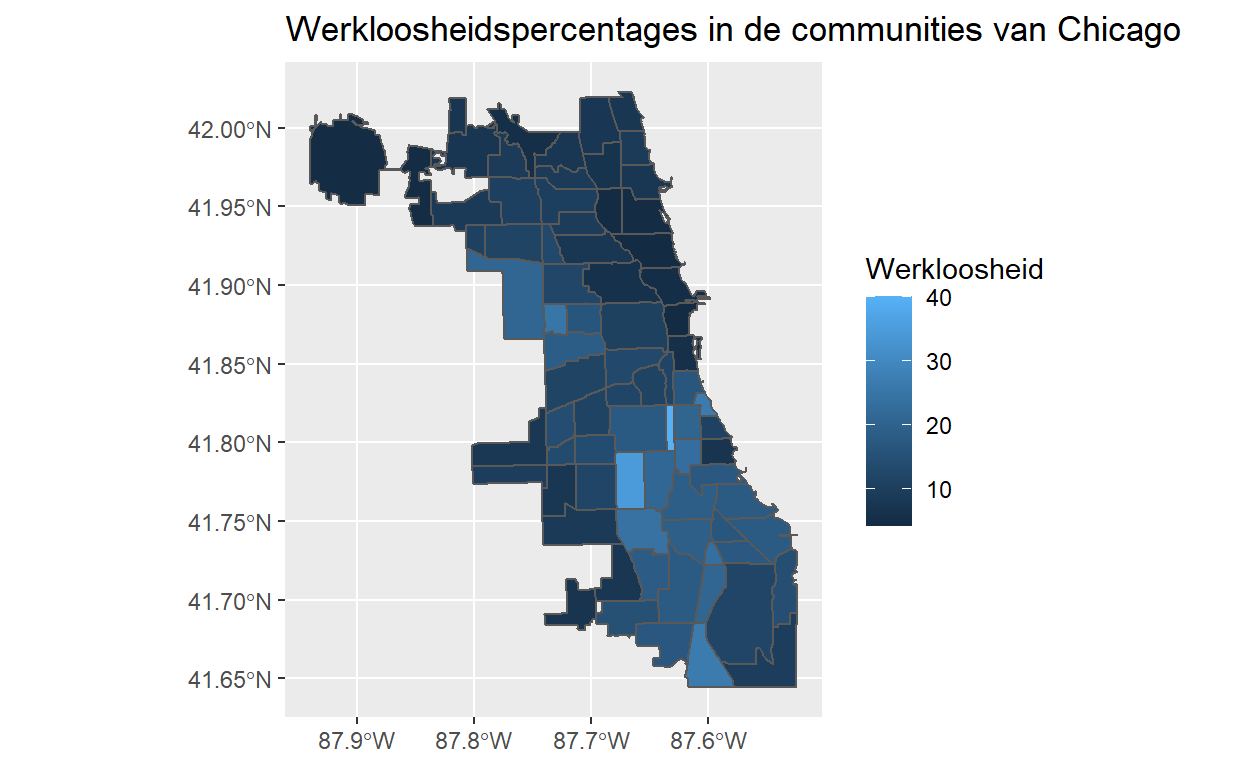 Werkloosheidspercentages in de communities van Chicago
42.00°N
41.95°N
41.90°N
41.85°N
41.80°N
41.75°N
41.70°N
41.65°N
87.9°W 87.8°W 87.7°W 87.6°W
Werkloosheid
40
30
20
10